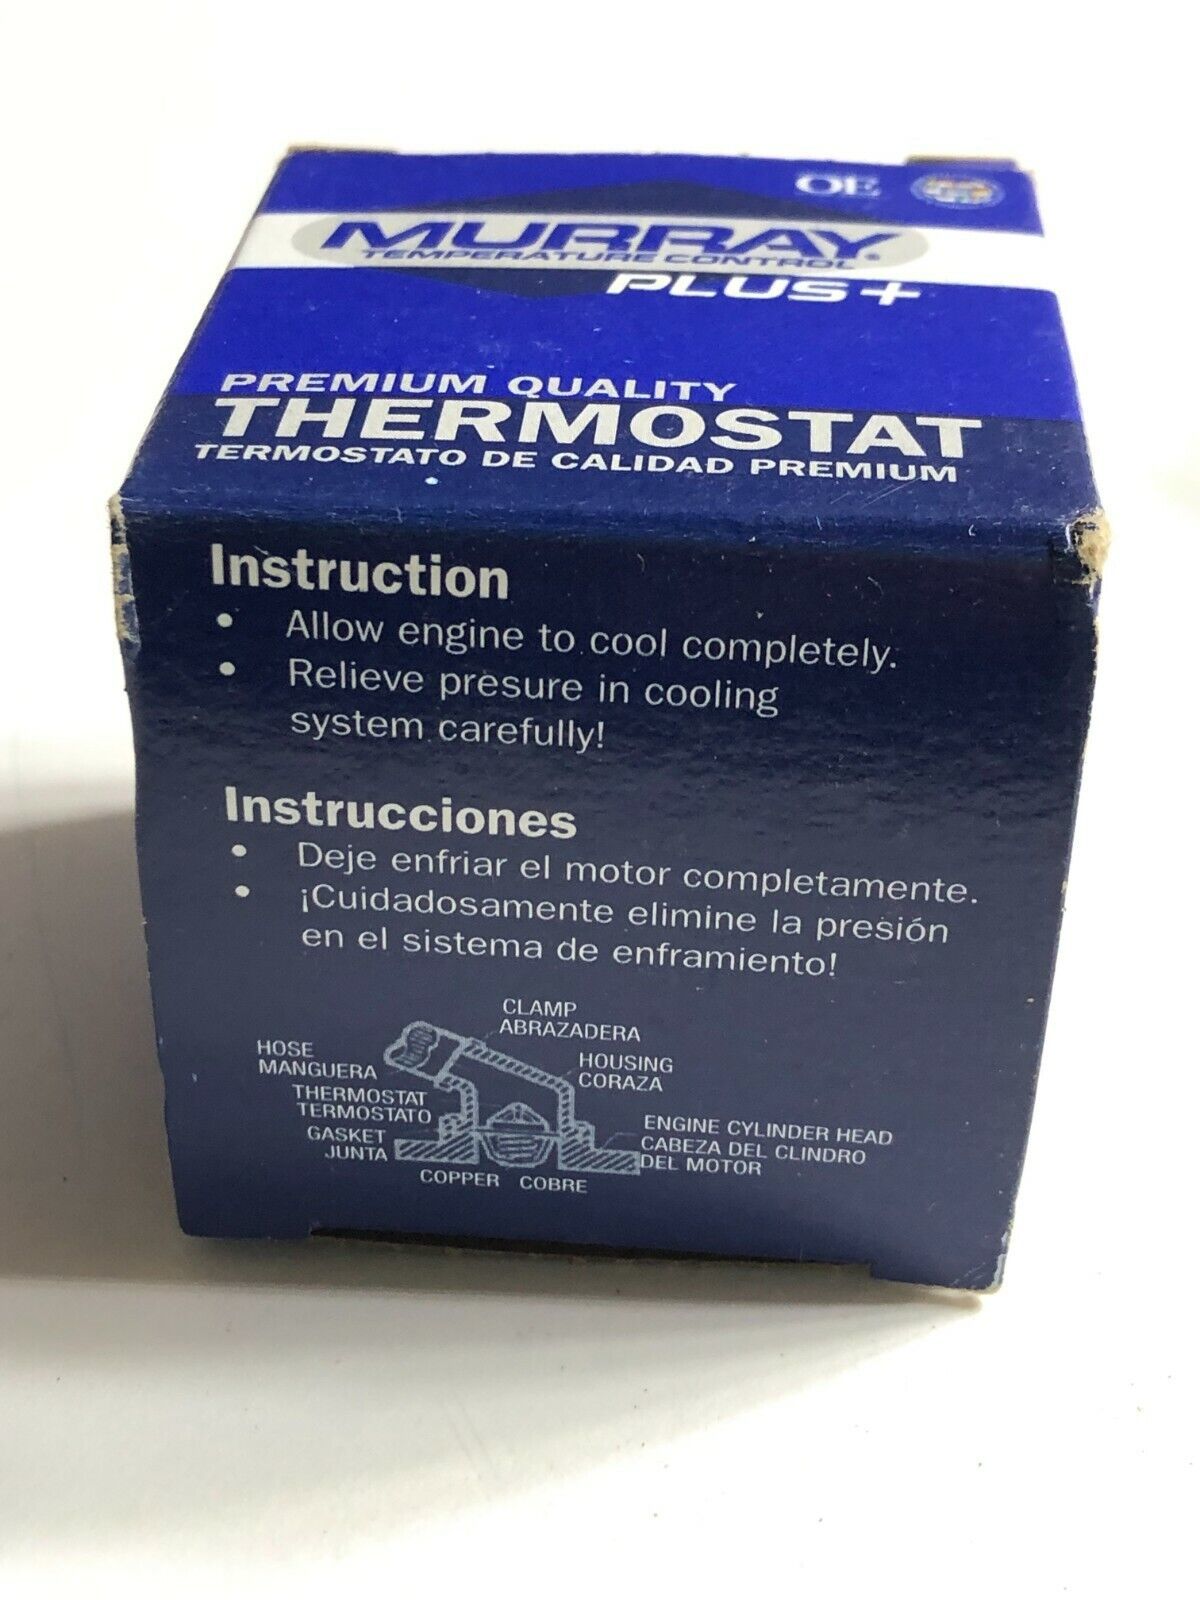 OE
MURRAY®
TEMPERATURE CONTROL
PLUS+
PREMIUM QUALITY
THERMOSTAT
TERMOSTATO DE CALIDAD PREMIUM
Instruction
• Allow engine to cool completely.
• Relieve presure in cooling
system carefully!
Instrucciones
• Deje enfriar el motor completamente.
• ¡Cuidadosamente elimine la presión
en el sistema de enframiento!
CLAMP
ABRAZADERA
HOSE
MANGUERA
HOUSING
CORAZA
THERMOSTAT
TERMOSTATO
GASKET
JUNTA
ENGINE CYLINDER HEAD
CABEZA DEL CLINDRO
DEL MOTOR
COPPER COBRE